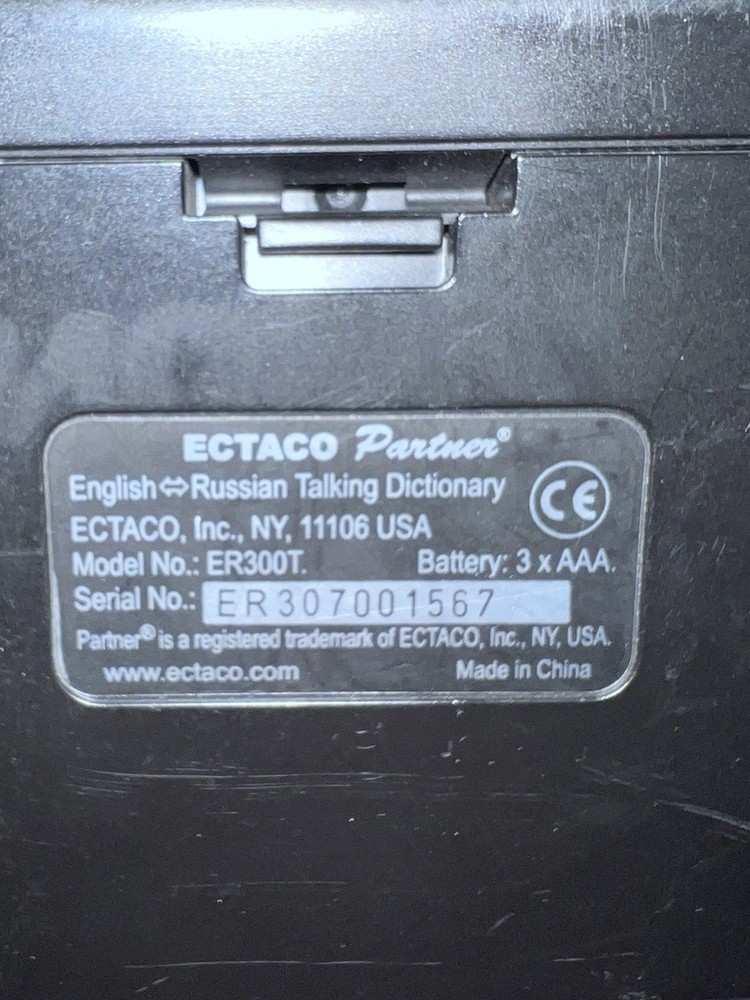 ECTACO Partner®
English⇔Russian Talking Dictionary
CE
ECTACO, Inc., NY, 11106 USA
Model No.: ER300T. Battery: 3 x AAA.
Serial No.: ER307001567
Partner® is a registered trademark of ECTACO, Inc., NY, USA.
www.ectaco.com Made in China